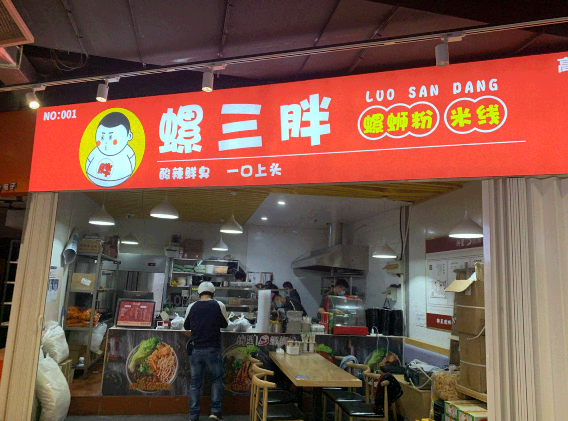 NO:001
胖
螺三胖
LUO SAN DANG
螺蛳粉 米线
酸辣鲜臭 一口上头
高